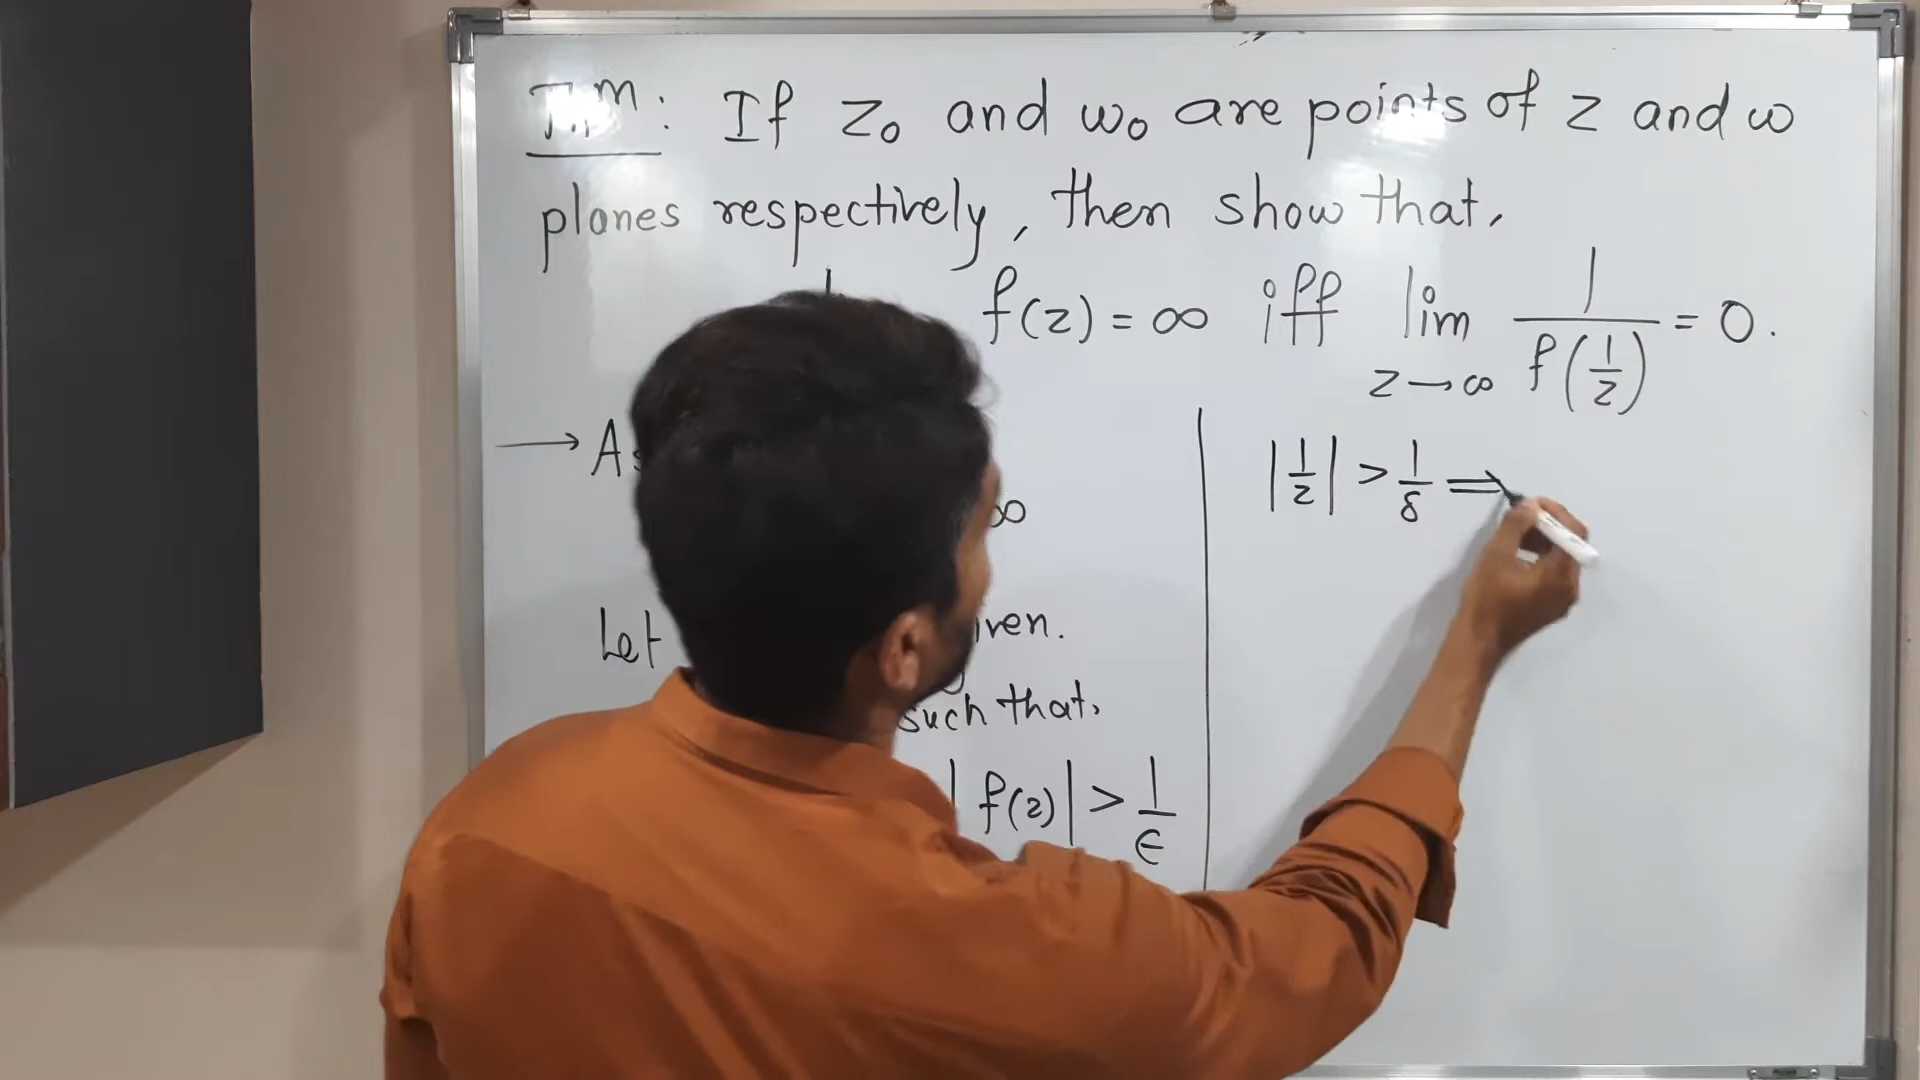 Thm: If z₀ and w₀ are points of z and w
planes respectively, then show that,
f(z) = ∞ iff lim z→∞ 1/f(1/z) = 0.
→
∞
Let
such that,
|f(z)| > 1/ϵ
|1/z| > 1/δ ⇒